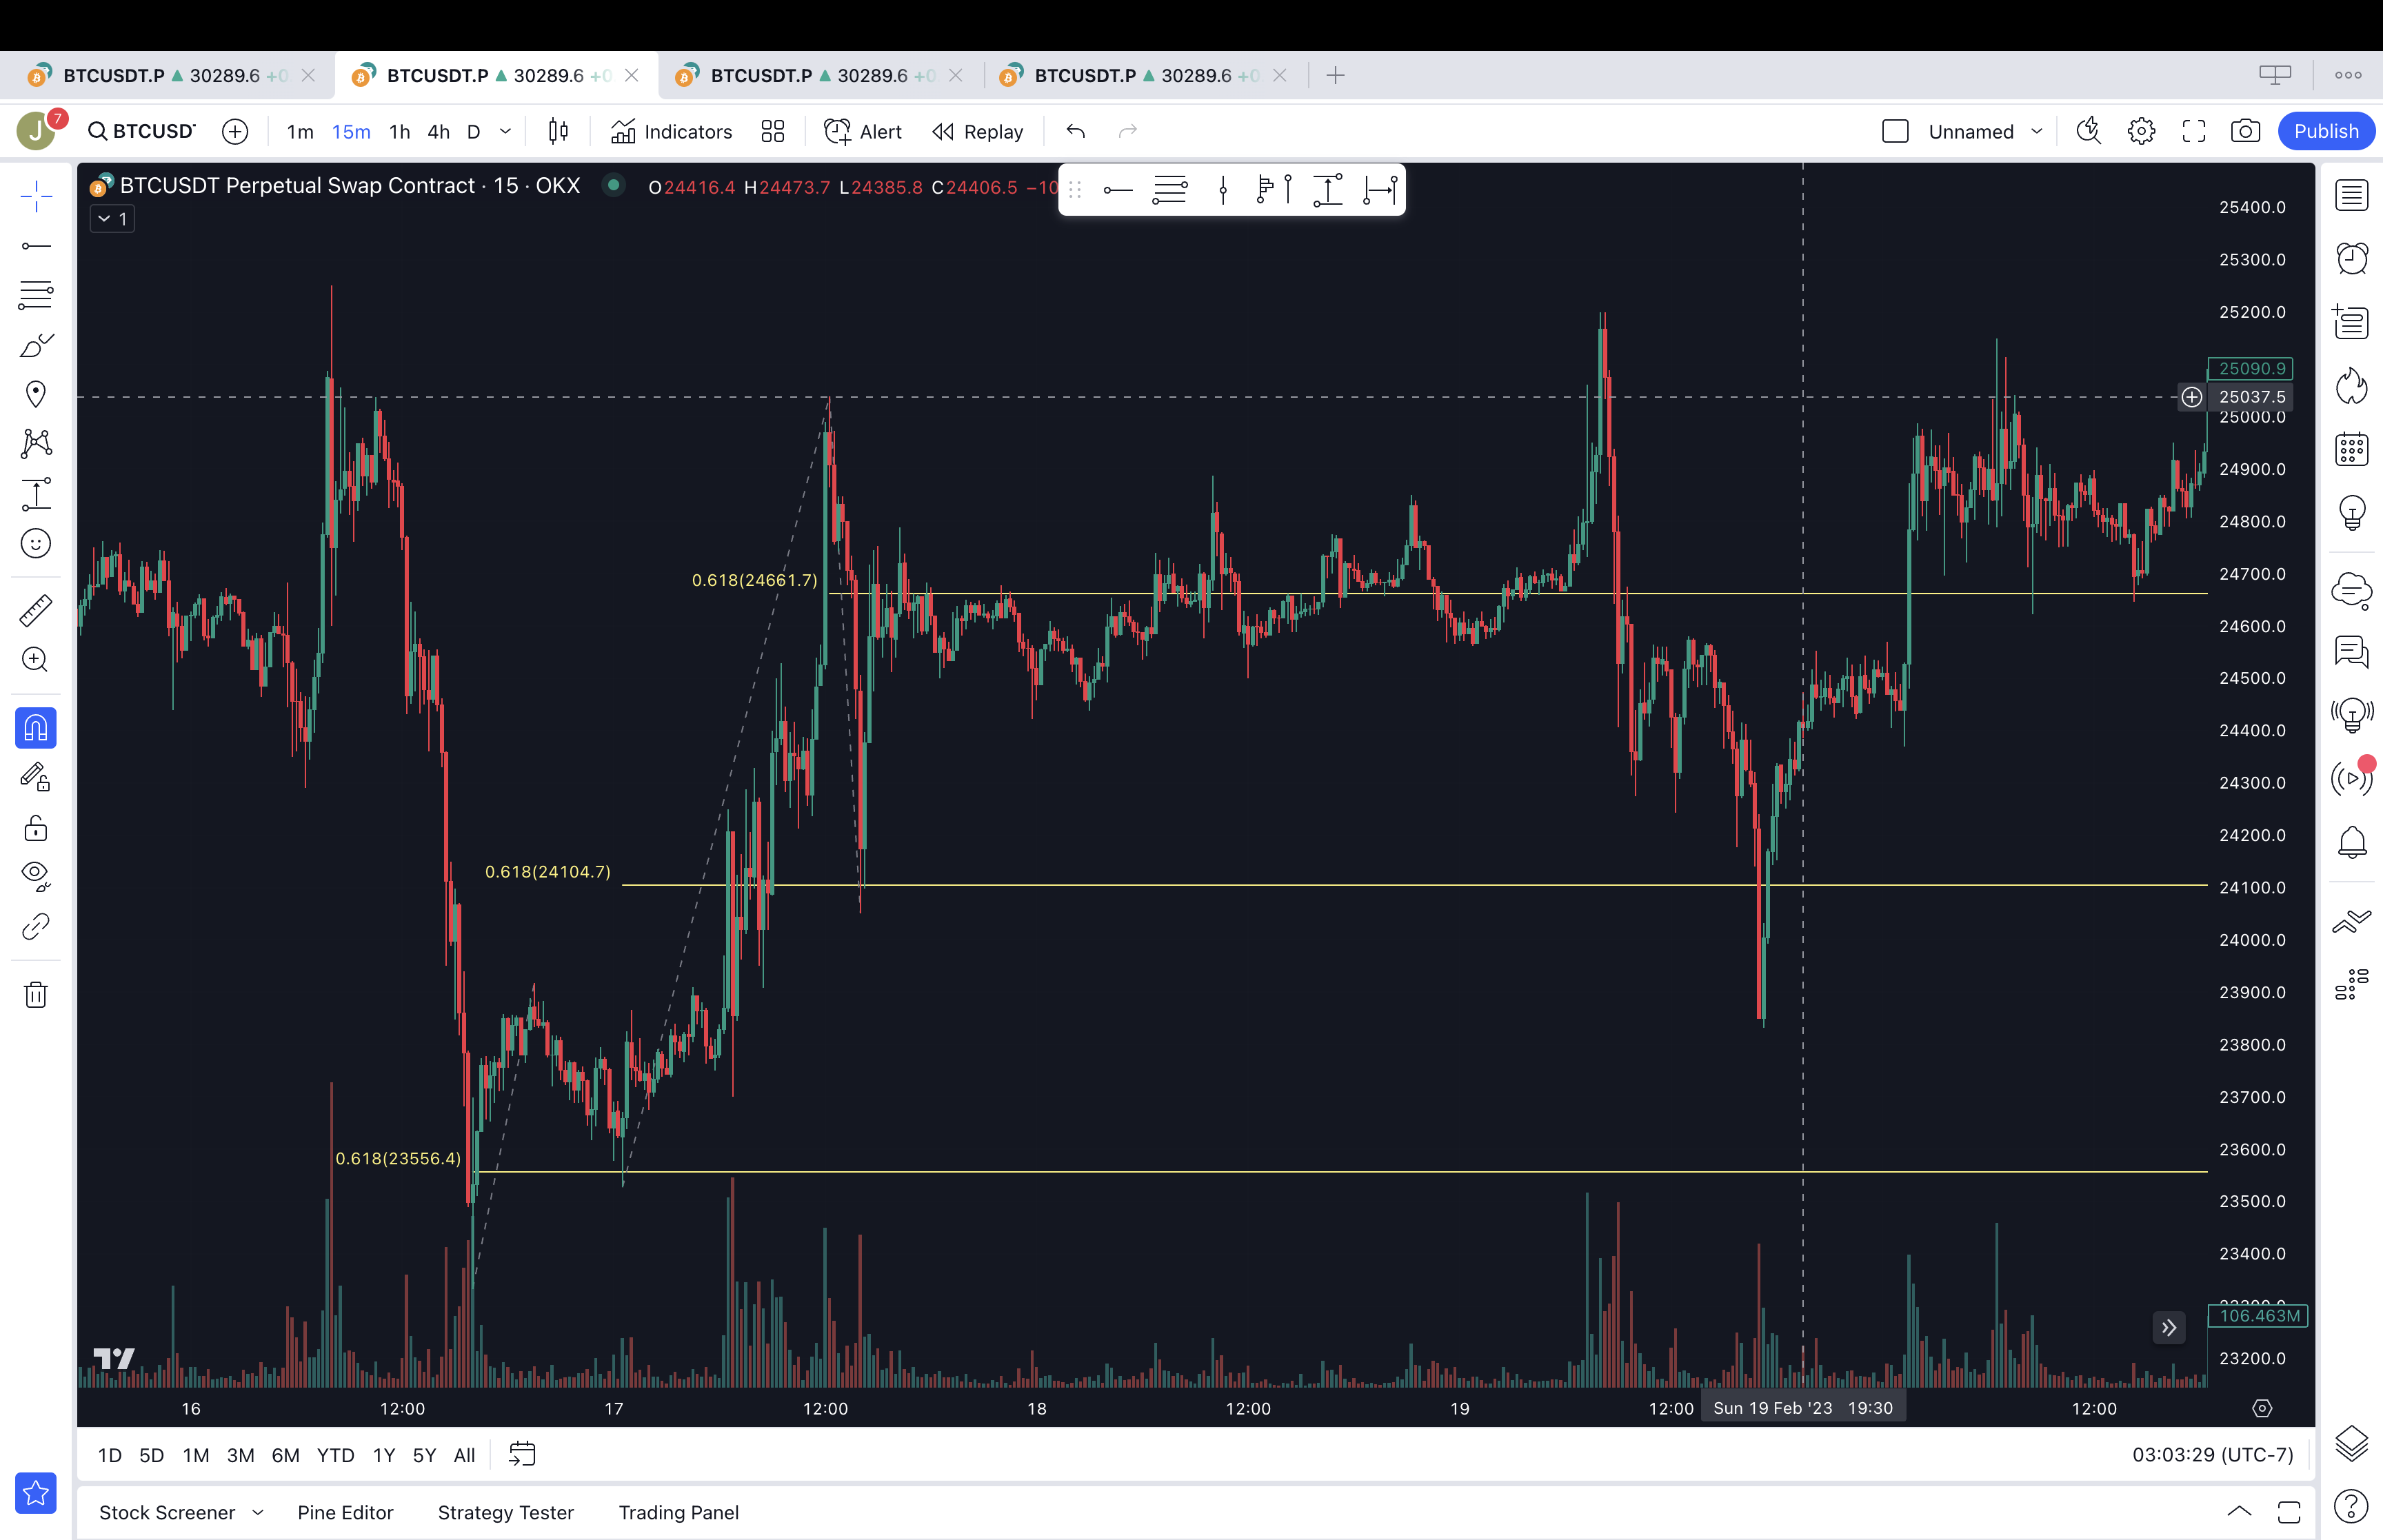 BTCUSDT.P ▲ 30289.6 +0
BTCUSDT.P ▲ 30289.6 +0
BTCUSDT.P ▲ 30289.6 +0
BTCUSDT.P ▲ 30289.6 +0
J 7 BTCUSDT 1m 15m 1h 4h D Indicators Alert Replay Unnamed Publish
BTCUSDT Perpetual Swap Contract · 15 · OKX O24416.4 H24473.7 L24385.8 C24406.5 −10
1
25400.0
25300.0
25200.0
25090.9
25037.5
25000.0
24900.0
24800.0
24700.0
0.618(24661.7)
24600.0
24500.0
24400.0
24300.0
24200.0
0.618(24104.7)
24100.0
24000.0
23900.0
23800.0
23700.0
23600.0
0.618(23556.4)
23500.0
23400.0
106.463M
23200.0
16 12:00 17 12:00 18 12:00 19 12:00 Sun 19 Feb '23 19:30 12:00
1D 5D 1M 3M 6M YTD 1Y 5Y All 03:03:29 (UTC-7)
Stock Screener Pine Editor Strategy Tester Trading Panel